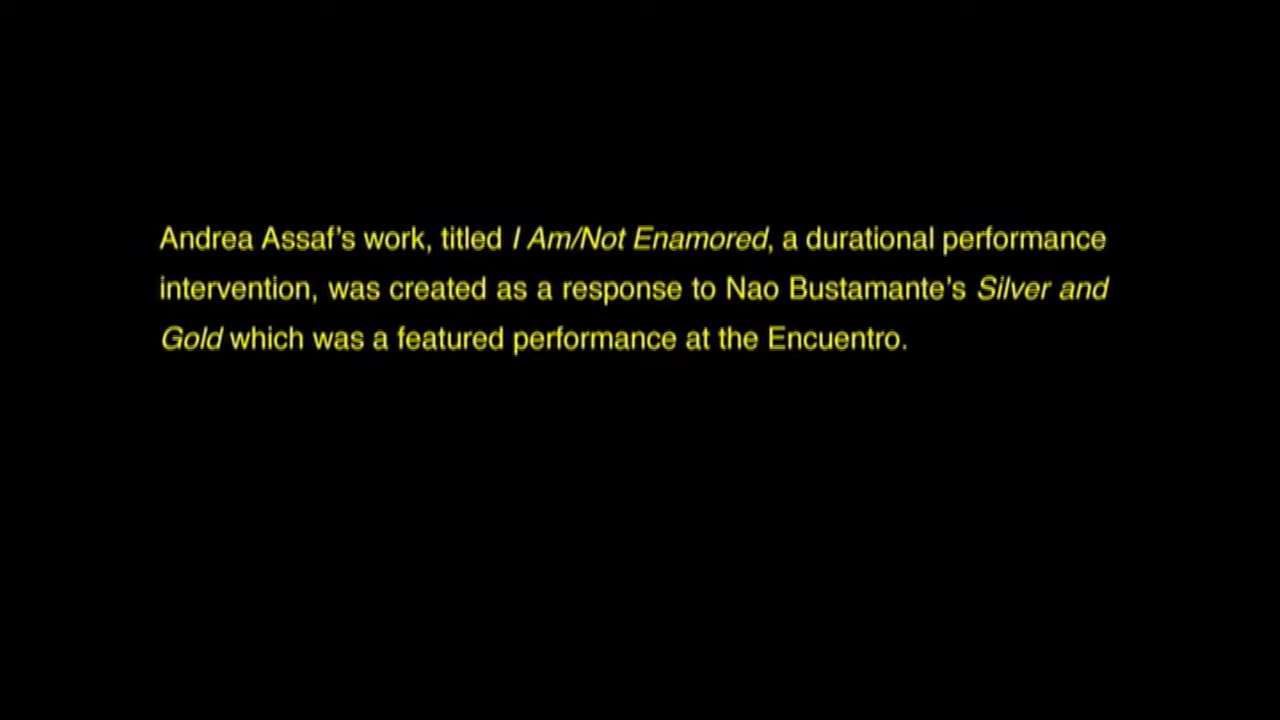 Andrea Assaf’s work, titled I Am/Not Enamored, a durational performance
intervention, was created as a response to Nao Bustamante’s Silver and
Gold which was a featured performance at the Encuentro.